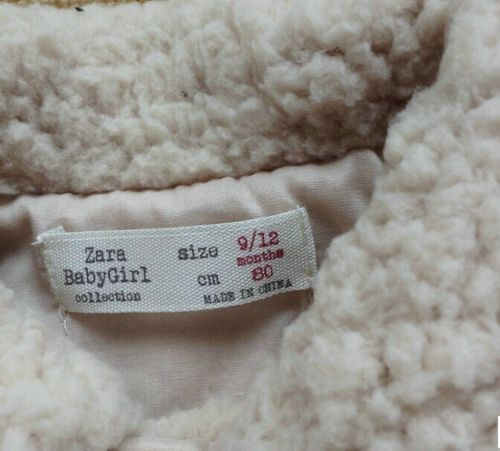 Zara
BabyGirl
collection
size 9/12
months
cm 80
MADE IN CHINA